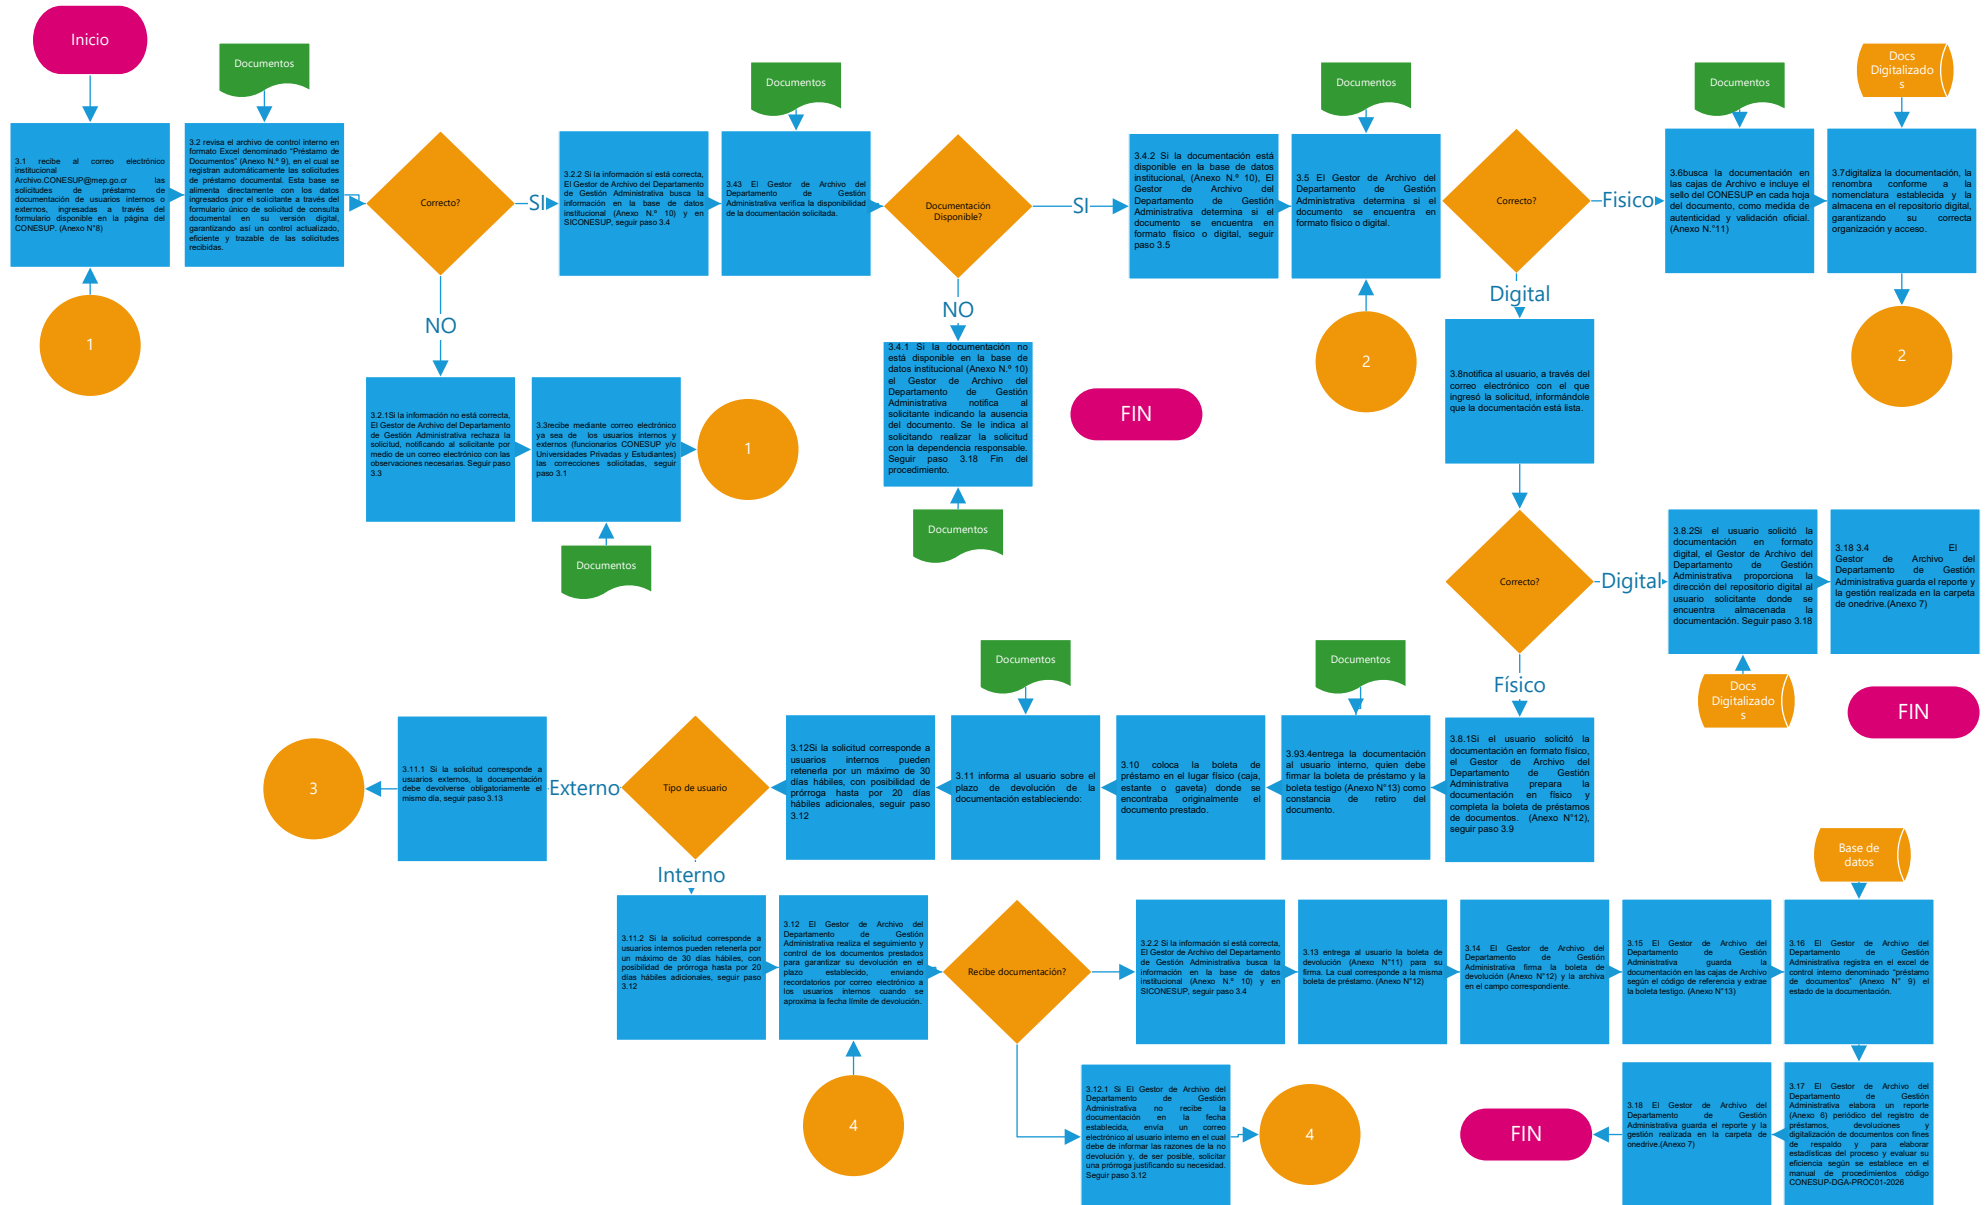 Inicio
3.1 recibe al correo electrónico
institucional
Archivo.CONESUP@mep.go.cr las
solicitudes de préstamo de
documentación de usuarios internos o
externos, ingresadas a través del
formulario disponible en la página del
CONESUP. (Anexo N°8)
1
Documentos
3.2 revisa el archivo de control interno en
formato Excel denominado "Préstamo de
Documentos" (Anexo N.º 9), en el cual se
registran automáticamente las solicitudes
de préstamo documental. Esta base se
alimenta directamente con los datos
ingresados por el solicitante a través del
formulario único de solicitud de consulta
documental en su versión digital,
garantizando así un control actualizado,
eficiente y trazable de las solicitudes
recibidas.
Correcto?
SI
NO
3.2.1Si la información no está correcta,
El Gestor de Archivo del Departamento
de Gestión Administrativa rechaza la
solicitud, notificando al solicitante por
medio de un correo electrónico con las
observaciones necesarias. Seguir paso
3.3
3.3recibe mediante correo electrónico
ya sea de los usuarios internos y
externos (funcionarios CONESUP y/o
Universidades Privadas y Estudiantes)
las correcciones solicitadas, seguir
paso 3.1
Documentos
1
3.2.2 Si la información sí está correcta,
El Gestor de Archivo del Departamento
de Gestión Administrativa busca la
información en la base de datos
institucional (Anexo N.º 10) y en
SICONESUP, seguir paso 3.4
Documentos
3.43 El Gestor de Archivo del
Departamento de Gestión
Administrativa verifica la disponibilidad
de la documentación solicitada.
Documentación
Disponible?
SI
NO
3.4.1 Si la documentación no
está disponible en la base de
datos institucional (Anexo N.º 10)
el Gestor de Archivo del
Departamento de Gestión
Administrativa notifica al
solicitante indicando la ausencia
del documento. Se le indica al
solicitando realizar la solicitud
con la dependencia responsable.
Seguir paso 3.18 Fin del
procedimiento.
Documentos
FIN
3.4.2 Si la documentación está
disponible en la base de datos
institucional, (Anexo N.º 10), El
Gestor de Archivo del
Departamento de Gestión
Administrativa determina si el
documento se encuentra en
formato físico o digital, seguir
paso 3.5
Documentos
3.5 El Gestor de Archivo del
Departamento de Gestión
Administrativa determina si el
documento se encuentra en
formato físico o digital.
2
Correcto?
Fisico
Digital
Documentos
3.6busca la documentación en
las cajas de Archivo e incluye el
sello del CONESUP en cada hoja
del documento, como medida de
autenticidad y validación oficial.
(Anexo N.°11)
Docs
Digitalizado
s
3.7digitaliza la documentación, la
renombra conforme a la
nomenclatura establecida y la
almacena en el repositorio digital,
garantizando su correcta
organización y acceso.
2
3.8notifica al usuario, a través del
correo electrónico con el que
ingresó la solicitud, informándole
que la documentación está lista.
Correcto?
Digital
Físico
3.8.2Si el usuario solicitó la
documentación en formato
digital, el Gestor de Archivo del
Departamento de Gestión
Administrativa proporciona la
dirección del repositorio digital al
usuario solicitante donde se
encuentra almacenada la
documentación. Seguir paso 3.18
Docs
Digitalizado
s
3.18 3.4 El
Gestor de Archivo del
Departamento de Gestión
Administrativa guarda el reporte y
la gestión realizada en la carpeta
de onedrive.(Anexo 7)
FIN
3.8.1Si el usuario solicitó la
documentación en formato físico,
el Gestor de Archivo del
Departamento de Gestión
Administrativa prepara la
documentación en físico y
completa la boleta de préstamos
de documentos. (Anexo N°12),
seguir paso 3.9
Documentos
3.93.4entrega la documentación
al usuario interno, quien debe
firmar la boleta de préstamo y la
boleta testigo (Anexo N°13) como
constancia de retiro del
documento.
3.10 coloca la boleta de
préstamo en el lugar físico (caja,
estante o gaveta) donde se
encontraba originalmente el
documento prestado.
Documentos
3.11 informa al usuario sobre el
plazo de devolución de la
documentación estableciendo:
3.12Si la solicitud corresponde a
usuarios internos pueden
retenerla por un máximo de 30
días hábiles, con posibilidad de
prórroga hasta por 20 días
hábiles adicionales, seguir paso
3.12
Tipo de usuario
Externo
Interno
3.11.1 Si la solicitud corresponde a
usuarios externos, la documentación
debe devolverse obligatoriamente el
mismo día, seguir paso 3.13
3
3.11.2 Si la solicitud corresponde a
usuarios internos pueden retenerla por
un máximo de 30 días hábiles, con
posibilidad de prórroga hasta por 20
días hábiles adicionales, seguir paso
3.12
3.12 El Gestor de Archivo del
Departamento de Gestión
Administrativa realiza el seguimiento y
control de los documentos prestados
para garantizar su devolución en el
plazo establecido, enviando
recordatorios por correo electrónico a
los usuarios internos cuando se
aproxima la fecha límite de devolución.
4
Recibe documentación?
3.12.1 Si El Gestor de Archivo del
Departamento de Gestión
Administrativa no recibe la
documentación en la fecha
establecida, envía un correo
electrónico al usuario interno en el cual
debe de informar las razones de la no
devolución y, de ser posible, solicitar
una prórroga justificando su necesidad.
Seguir paso 3.12
4
3.2.2 Si la información sí está correcta,
El Gestor de Archivo del Departamento
de Gestión Administrativa busca la
información en la base de datos
institucional (Anexo N.º 10) y en
SICONESUP, seguir paso 3.4
3.13 entrega al usuario la boleta de
devolución (Anexo N°11) para su
firma. La cual corresponde a la misma
boleta de préstamo. (Anexo N°12)
3.14 El Gestor de Archivo del
Departamento de Gestión
Administrativa firma la boleta de
devolución (Anexo N°12) y la archiva
en el campo correspondiente.
3.15 El Gestor de Archivo del
Departamento de Gestión
Administrativa guarda la
documentación en las cajas de Archivo
según el código de referencia y extrae
la boleta testigo. (Anexo N°13)
Base de
datos
3.16 El Gestor de Archivo del
Departamento de Gestión
Administrativa registra en el excel de
control interno denominado "préstamo
de documentos" (Anexo N° 9) el
estado de la documentación.
3.17 El Gestor de Archivo del
Departamento de Gestión
Administrativa elabora un reporte
(Anexo 6) periódico del registro de
préstamos, devoluciones y
digitalización de documentos con fines
de respaldo y para elaborar
estadísticas del proceso y evaluar su
eficiencia según se establece en el
manual de procedimientos código
CONESUP-DGA-PROC01-2026
3.18 El Gestor de Archivo del
Departamento de Gestión
Administrativa guarda el reporte y la
gestión realizada en la carpeta de
onedrive.(Anexo 7)
FIN